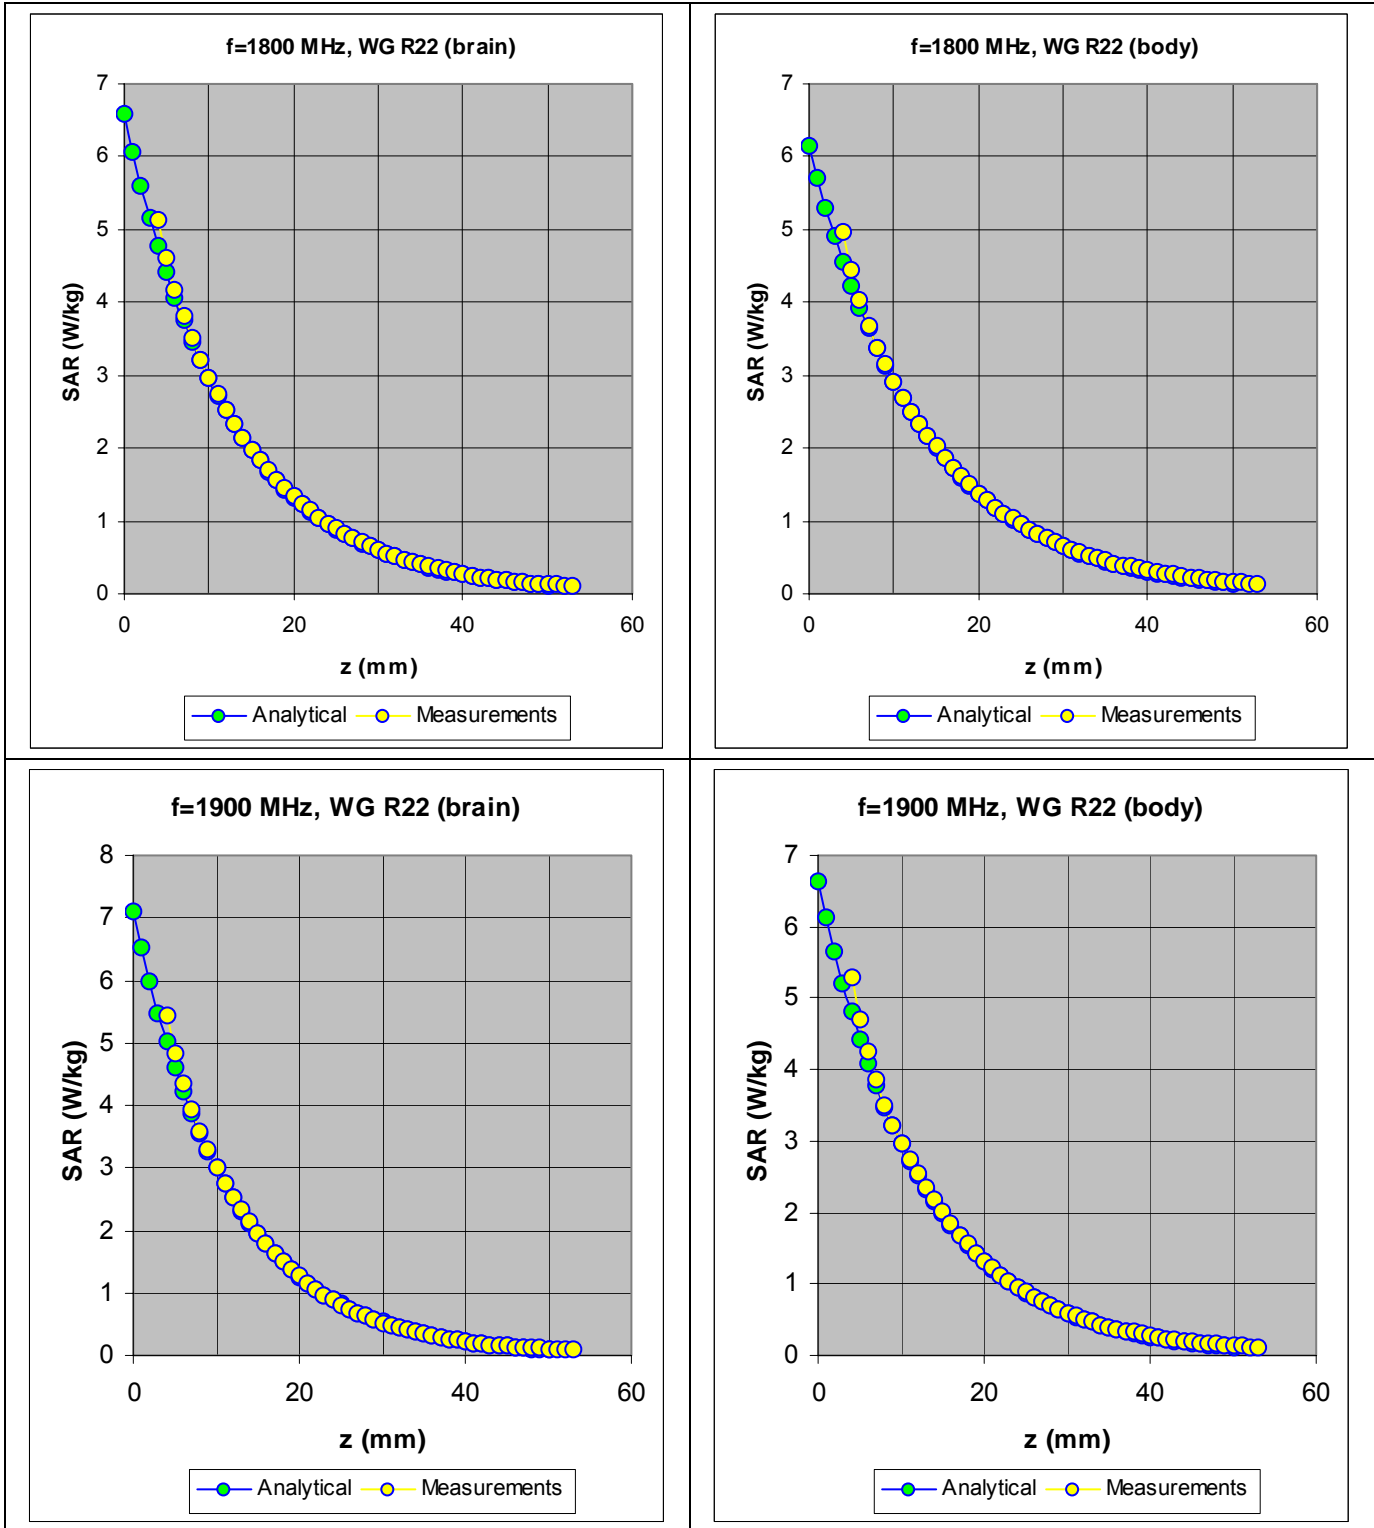 f=1800 MHz, WG R22 (brain)
7
6
5
4
3
2
1
0
SAR (W/kg)
0 20 40 60
z (mm)
Analytical Measurements
f=1800 MHz, WG R22 (body)
7
6
5
4
3
2
1
0
SAR (W/kg)
0 20 40 60
z (mm)
Analytical Measurements
f=1900 MHz, WG R22 (brain)
8
7
6
5
4
3
2
1
0
SAR (W/kg)
0 20 40 60
z (mm)
Analytical Measurements
f=1900 MHz, WG R22 (body)
7
6
5
4
3
2
1
0
SAR (W/kg)
0 20 40 60
z (mm)
Analytical Measurements